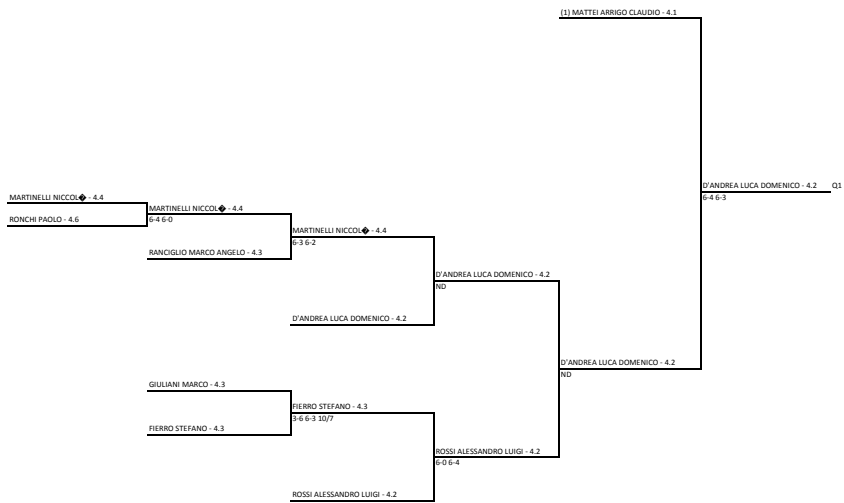 (1) MATTEI ARRIGO CLAUDIO - 4.1
D'ANDREA LUCA DOMENICO - 4.2 Q1
6-4 6-3
MARTINELLI NICCOL� - 4.4
MARTINELLI NICCOL� - 4.4
6-4 6-0
RONCHI PAOLO - 4.6
MARTINELLI NICCOL� - 4.4
6-3 6-2
RANCIGLIO MARCO ANGELO - 4.3
D'ANDREA LUCA DOMENICO - 4.2
ND
D'ANDREA LUCA DOMENICO - 4.2
D'ANDREA LUCA DOMENICO - 4.2
ND
GIULIANI MARCO - 4.3
FIERRO STEFANO - 4.3
3-6 6-3 10/7
FIERRO STEFANO - 4.3
ROSSI ALESSANDRO LUIGI - 4.2
6-0 6-4
ROSSI ALESSANDRO LUIGI - 4.2